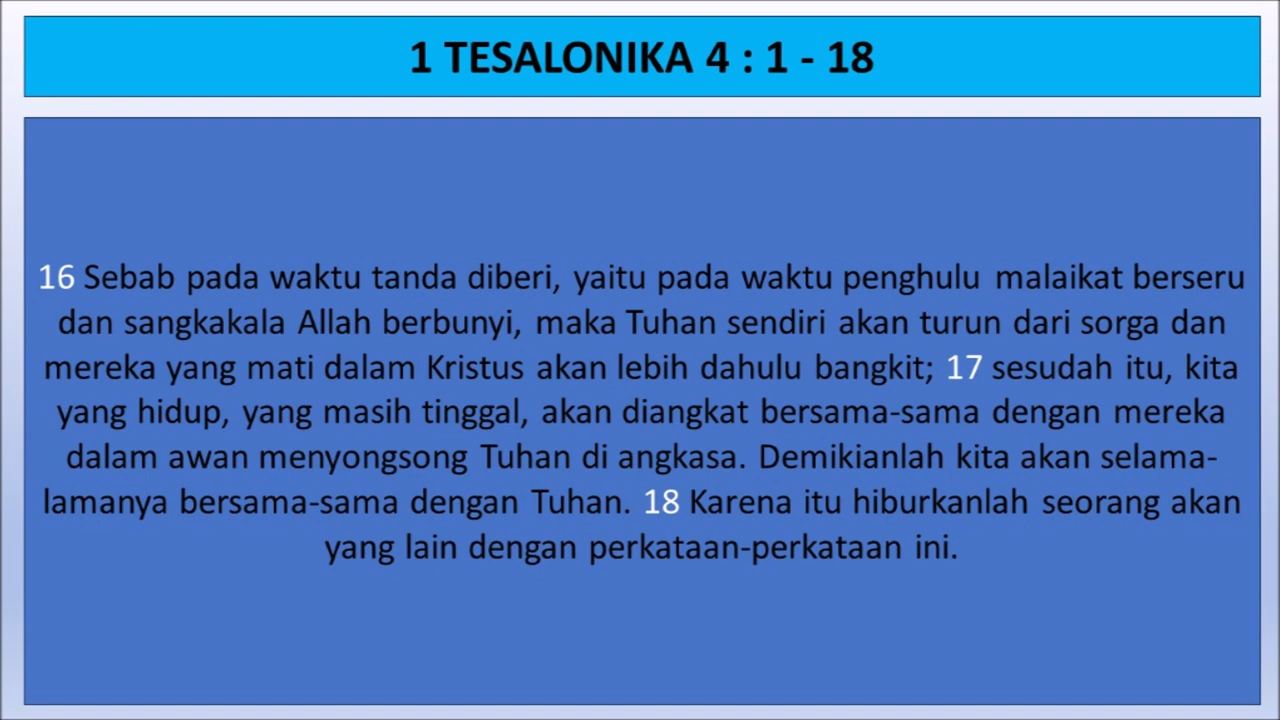 1 TESALONIKA 4 : 1 - 18
16 Sebab pada waktu tanda diberi, yaitu pada waktu penghulu malaikat berseru
dan sangkakala Allah berbunyi, maka Tuhan sendiri akan turun dari sorga dan
mereka yang mati dalam Kristus akan lebih dahulu bangkit; 17 sesudah itu, kita
yang hidup, yang masih tinggal, akan diangkat bersama-sama dengan mereka
dalam awan menyongsong Tuhan di angkasa. Demikianlah kita akan selama-
lamanya bersama-sama dengan Tuhan. 18 Karena itu hiburkanlah seorang akan
yang lain dengan perkataan-perkataan ini.